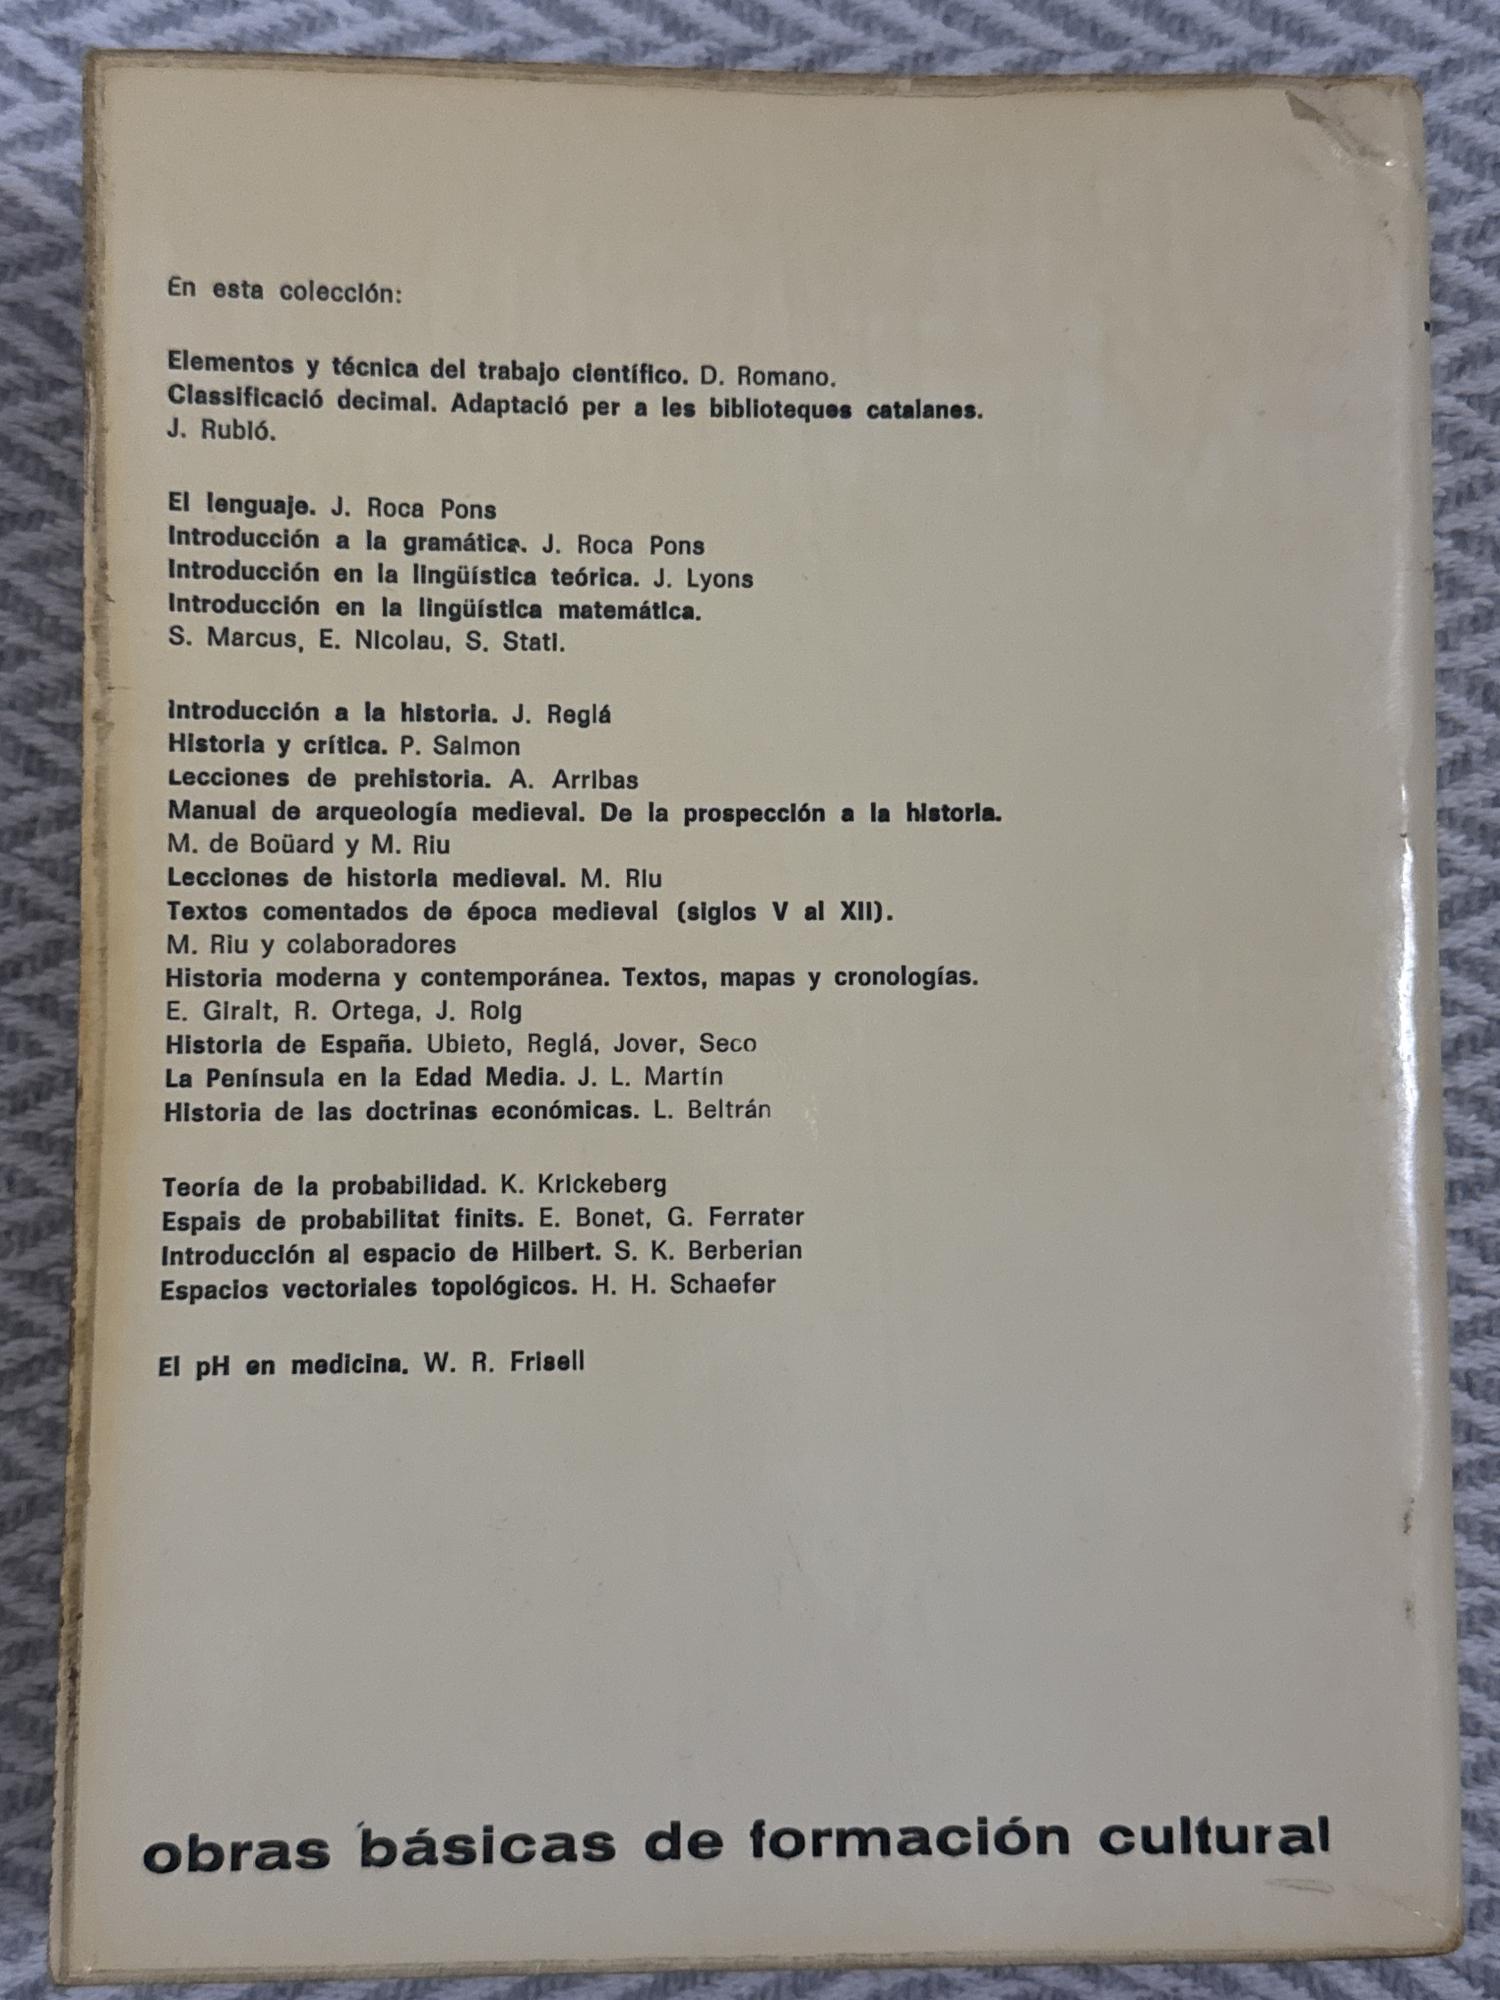 En esta colección:
Elementos y técnica del trabajo científico. D. Romano.
Classificació decimal. Adaptació per a les biblioteques catalanes.
J. Rubió.
El lenguaje. J. Roca Pons
Introducción a la gramática. J. Roca Pons
Introducción en la lingüística teórica. J. Lyons
Introducción en la lingüística matemática.
S. Marcus, E. Nicolau, S. Stati.
Introducción a la historia. J. Reglá
Historia y crítica. P. Salmon
Lecciones de prehistoria. A. Arribas
Manual de arqueología medieval. De la prospección a la historia.
M. de Boüard y M. Riu
Lecciones de historia medieval. M. Riu
Textos comentados de época medieval (siglos V al XII).
M. Riu y colaboradores
Historia moderna y contemporánea. Textos, mapas y cronologías.
E. Giralt, R. Ortega, J. Roig
Historia de España. Ubieto, Reglá, Jover, Seco
La Península en la Edad Media. J. L. Martín
Historia de las doctrinas económicas. L. Beltrán
Teoría de la probabilidad. K. Krickeberg
Espais de probabilitat finits. E. Bonet, G. Ferrater
Introducción al espacio de Hilbert. S. K. Berberian
Espacios vectoriales topológicos. H. H. Schaefer
El pH en medicina. W. R. Frisell
obras básicas de formación cultural